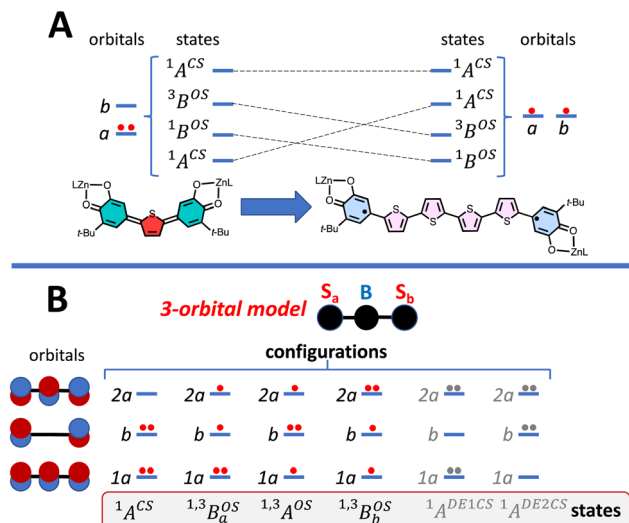 A
orbitals states states orbitals
¹A^CS ¹A^CS
³B^OS ¹A^CS
b
a
¹B^OS ³B^OS
a b
¹A^CS ¹B^OS
LZn O O O O ZnL
t-Bu S t-Bu
LZn O O t-Bu S S S S t-Bu O O ZnL
B
3-orbital model
S_a B S_b
orbitals
configurations
2a 2a 2a 2a 2a 2a
b b b b b b
1a 1a 1a 1a 1a 1a
¹A^CS ¹,³B_a^OS ¹,³A^OS ¹,³B_b^OS ¹A^DE1CS ¹A^DE2CS states